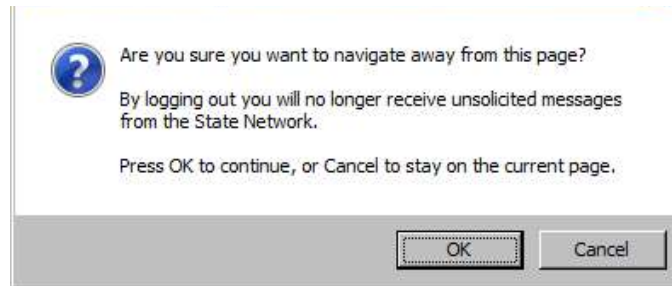 Are you sure you want to navigate away from this page?
By logging out you will no longer receive unsolicited messages
from the State Network.
Press OK to continue, or Cancel to stay on the current page.
OK Cancel